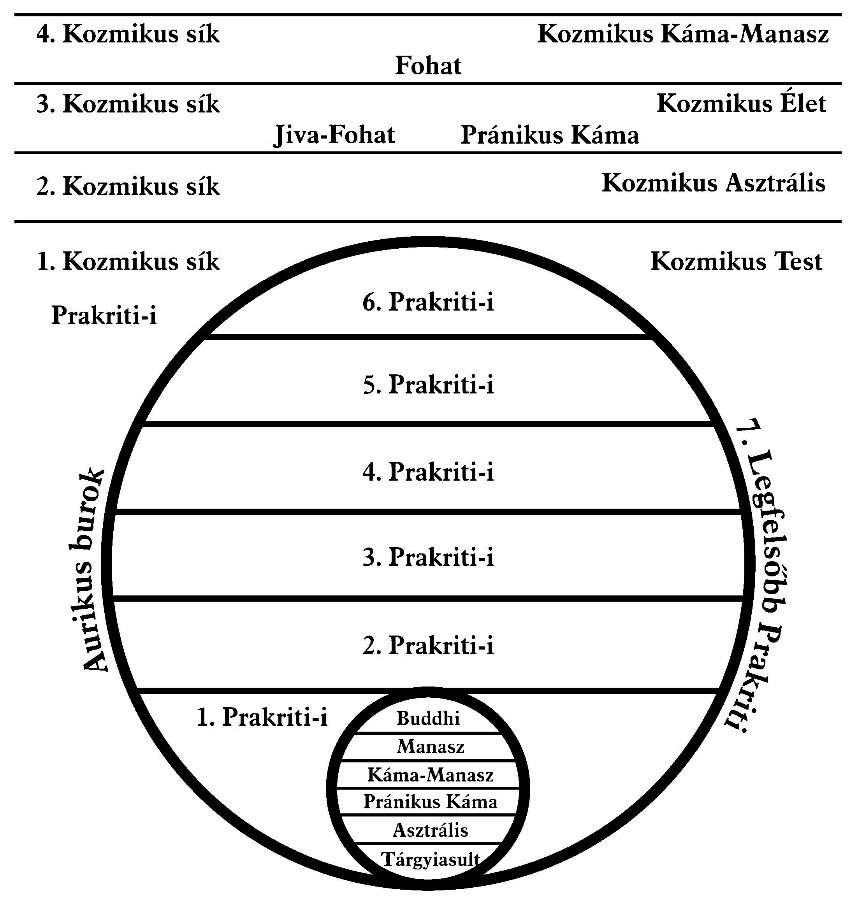 4. Kozmikus sík Kozmikus Káma-Manasz
Fohat
3. Kozmikus sík Kozmikus Élet
Jiva-Fohat Pránikus Káma
2. Kozmikus sík Kozmikus Asztrális
1. Kozmikus sík Kozmikus Test
Prakriti-i
6. Prakriti-i
5. Prakriti-i
4. Prakriti-i
3. Prakriti-i
2. Prakriti-i
Aurikus burok
7. Legfelsőbb Prakriti
1. Prakriti-i
Buddhi
Manasz
Káma-Manasz
Pránikus Káma
Asztrális
Tárgyiasult